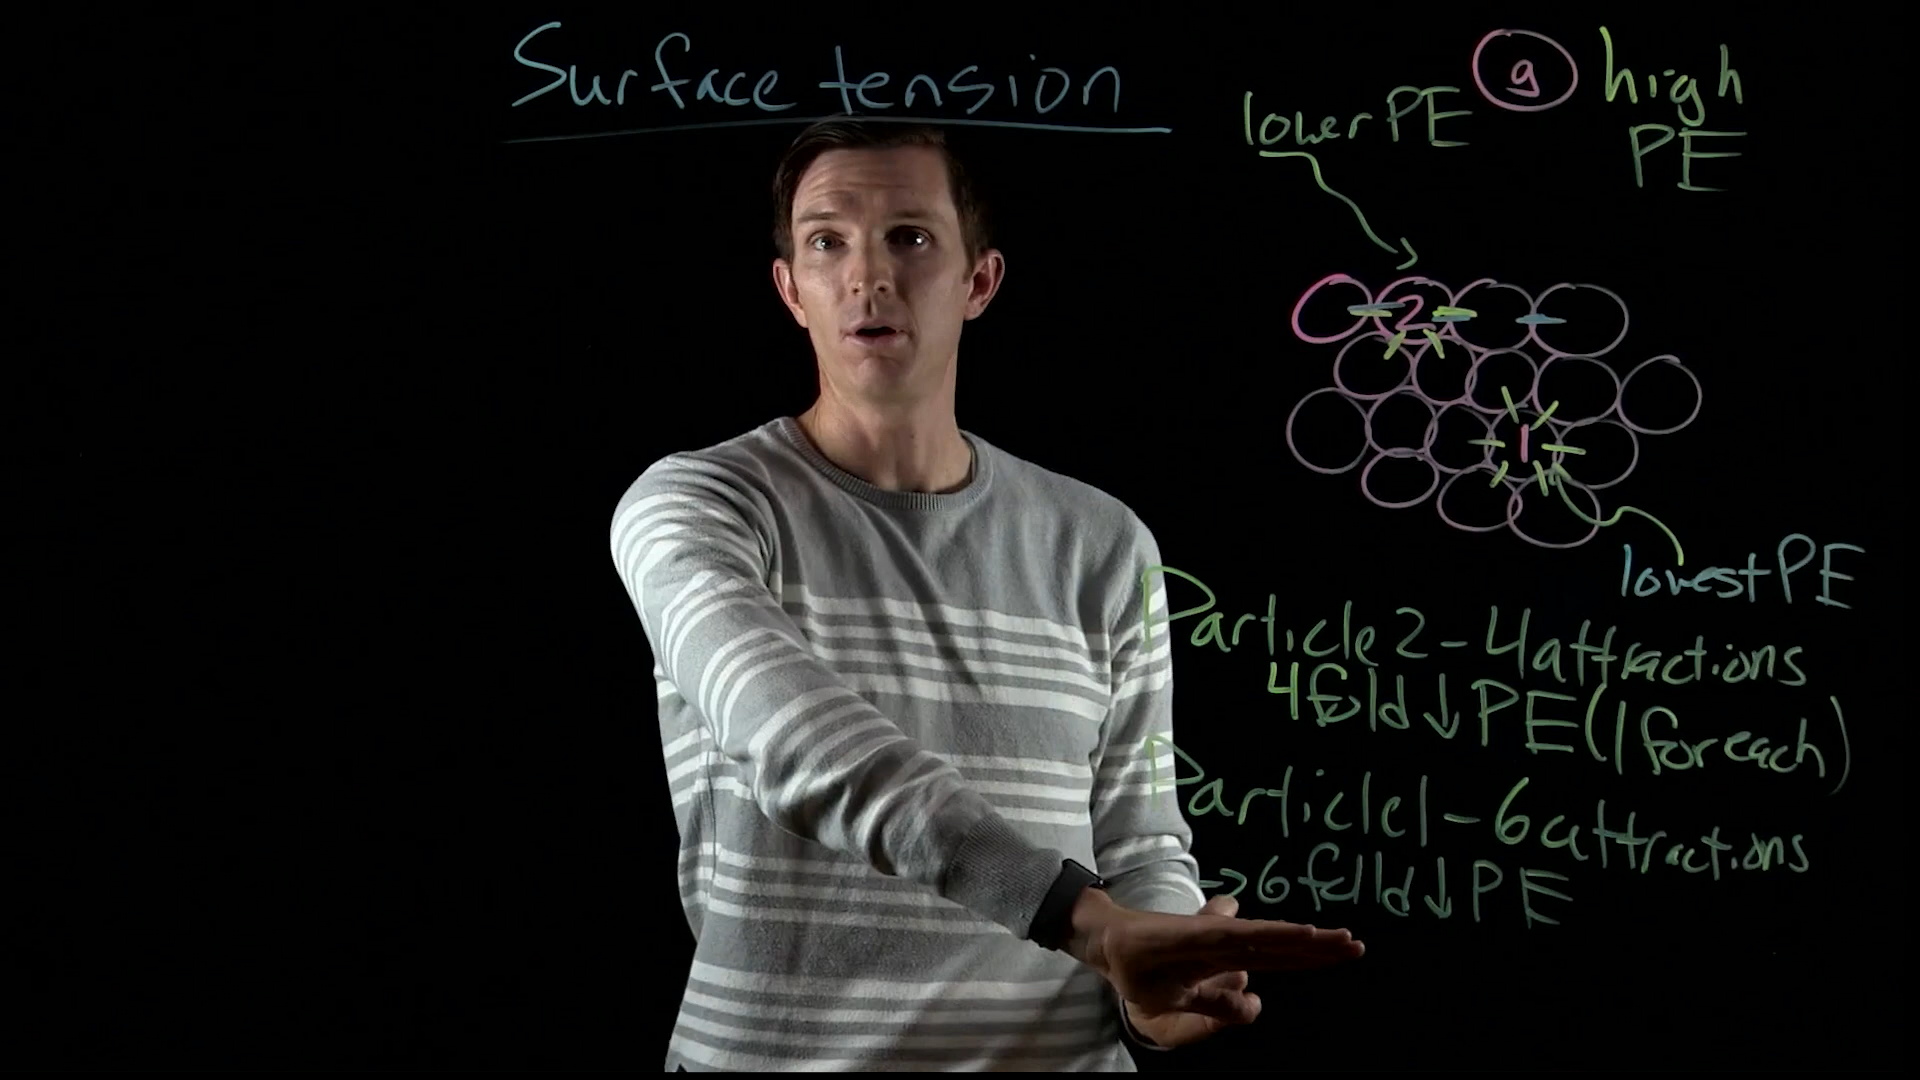 Surface tension
g high
PE
lower PE
2
1
lowest PE
Particle 2 - 4 attractions
4 fold ↓ PE (1 for each)
Particle 1 - 6 attractions
→ 6 folld ↓ PE